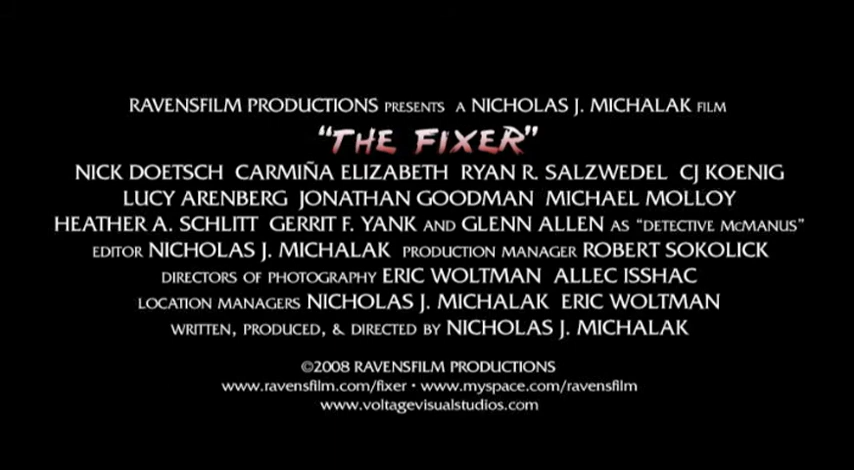 RAVENSFILM PRODUCTIONS PRESENTS A NICHOLAS J. MICHALAK FILM
"THE FIXER"
NICK DOETSCH CARMIÑA ELIZABETH RYAN R. SALZWEDEL CJ KOENIG
LUCY ARENBERG JONATHAN GOODMAN MICHAEL MOLLOY
HEATHER A. SCHLITT GERRIT F. YANK AND GLENN ALLEN AS "DETECTIVE McMANUS"
EDITOR NICHOLAS J. MICHALAK PRODUCTION MANAGER ROBERT SOKOLICK
DIRECTORS OF PHOTOGRAPHY ERIC WOLTMAN ALLEC ISSHAC
LOCATION MANAGERS NICHOLAS J. MICHALAK ERIC WOLTMAN
WRITTEN, PRODUCED, & DIRECTED BY NICHOLAS J. MICHALAK
©2008 RAVENSFILM PRODUCTIONS
www.ravensfilm.com/fixer • www.myspace.com/ravensfilm
www.voltagevisualstudios.com